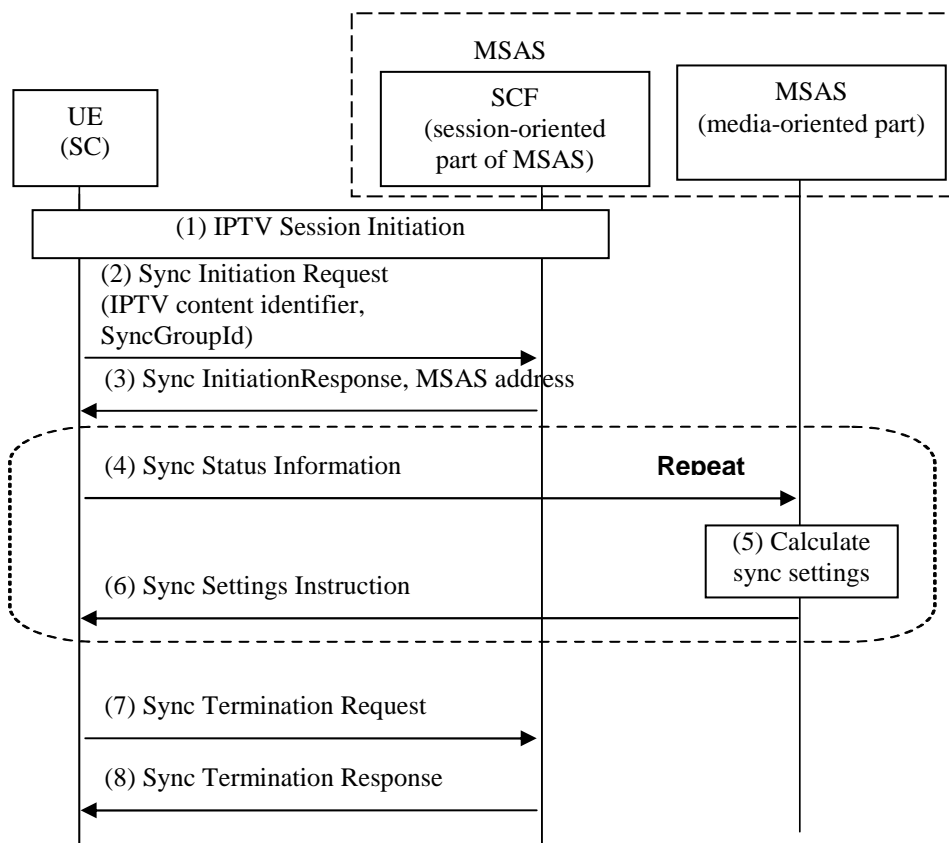 MSAS
UE
(SC)
SCF
(session-oriented
part of MSAS)
MSAS
(media-oriented part)
(1) IPTV Session Initiation
(2) Sync Initiation Request
(IPTV content identifier,
SyncGroupId)
(3) Sync InitiationResponse, MSAS address
(4) Sync Status Information
Repeat
(5) Calculate
sync settings
(6) Sync Settings Instruction
(7) Sync Termination Request
(8) Sync Termination Response